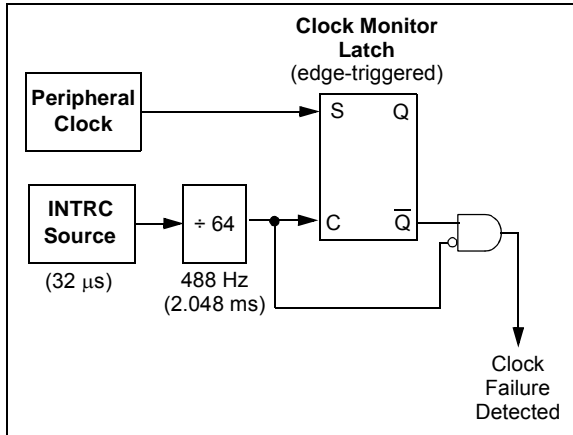 Clock Monitor
Latch
(edge-triggered)
Peripheral
Clock
S
Q
INTRC
Source
(32 μs)
÷ 64
488 Hz
(2.048 ms)
C
Q̅
Clock
Failure
Detected